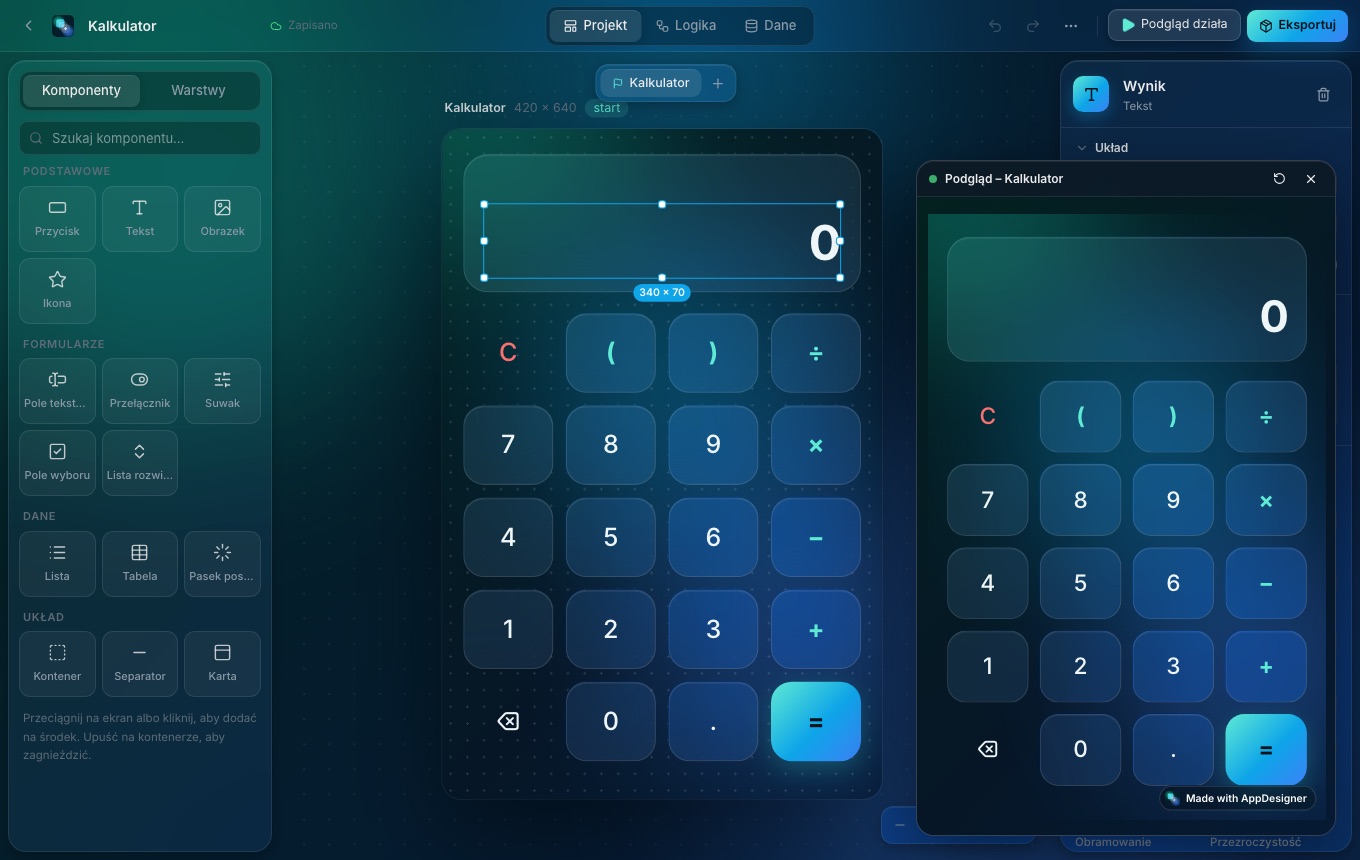 Kalkulator
Zapisano
Projekt
Logika
Dane
Podgląd działa
Eksportuj
Komponenty
Warstwy
Szukaj komponentu...
PODSTAWOWE
Przycisk
Tekst
Obrazek
Ikona
FORMULARZE
Pole tekst...
Przełącznik
Suwak
Pole wyboru
Lista rozwi...
DANE
Lista
Tabela
Pasek pos...
UKŁAD
Kontener
Separator
Karta
Przeciągnij na ekran albo kliknij, aby dodać
na środek. Upuść na kontenerze, aby
zagnieździć.
Kalkulator +
Kalkulator 420 × 640 start
0
340 × 70
C ( ) ÷
7 8 9 ×
4 5 6 −
1 2 3 +
0 . =
Wynik
Tekst
Układ
Podgląd – Kalkulator
0
C ( ) ÷
7 8 9 ×
4 5 6 −
1 2 3 +
0 . =
Made with AppDesigner
Obramowanie
Przezroczystość